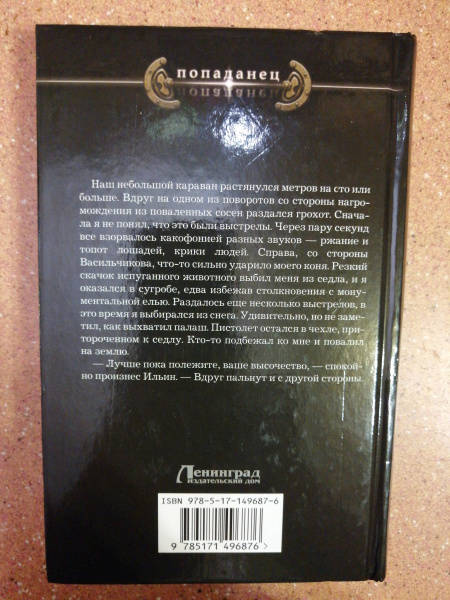 попаданец
Наш небольшой караван растянулся метров на сто или
больше. Вдруг на одном из поворотов со стороны нагро-
мождения из поваленных сосен раздался грохот. Снача-
ла я не понял, что это были выстрелы. Через пару секунд
все взорвалось какофонией разных звуков — ржание и
топот лошадей, крики людей. Справа, со стороны
Васильчикова, что-то сильно ударило моего коня. Резкий
скачок испуганного животного выбил меня из седла, и я
оказался в сугробе, едва избежав столкновения с мону-
ментальной елью. Раздалось еще несколько выстрелов, в
это время я выбирался из снега. Удивительно, но не заме-
тил, как выхватил палаш. Пистолет остался в чехле, при-
тороченном к седлу. Кто-то подбежал ко мне и повалил
на землю.
— Лучше пока полежите, ваше высочество, — спокой-
но произнес Ильин. — Вдруг пальнут и с другой стороны.
Ленинград
издательский дом
ISBN 978-5-17-149687-6
9 785171 496876 >